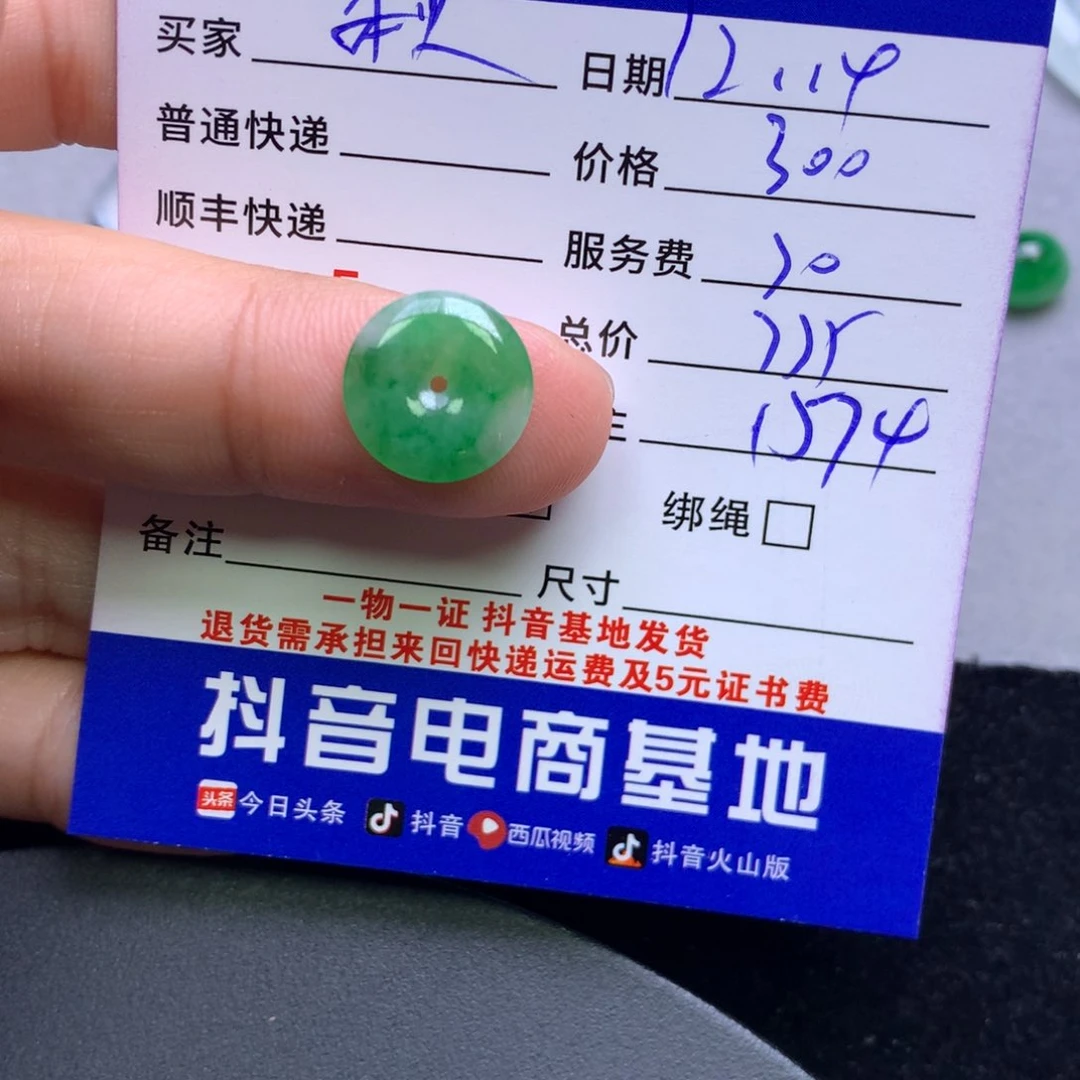 买家 日期 12.14
普通快递 价格 300
顺丰快递 服务费 30
总价 335
主 1574
绑绳
备注 尺寸
一物一证 抖音基地发货
退货需承担来回快递运费及5元证书费
抖音电商基地
头条 今日头条 抖音 西瓜视频 抖音火山版